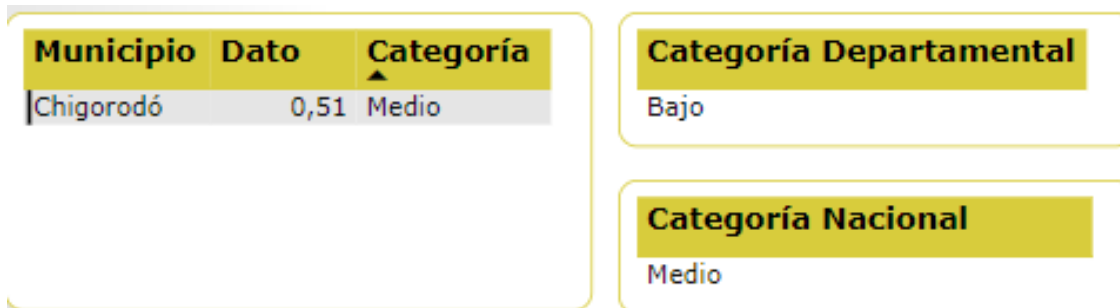 Municipio Dato Categoría
Chigorodó 0,51 Medio
Categoría Departamental
Bajo
Categoría Nacional
Medio